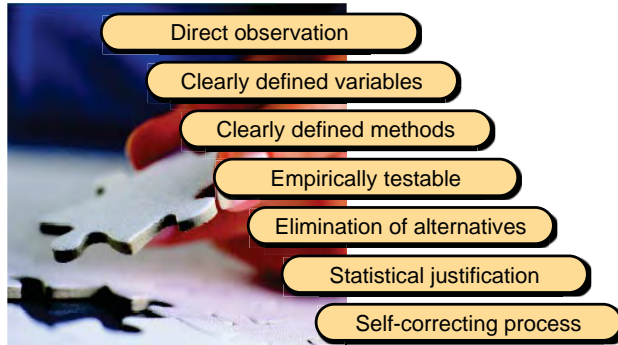 Direct observation
Clearly defined variables
Clearly defined methods
Empirically testable
Elimination of alternatives
Statistical justification
Self-correcting process